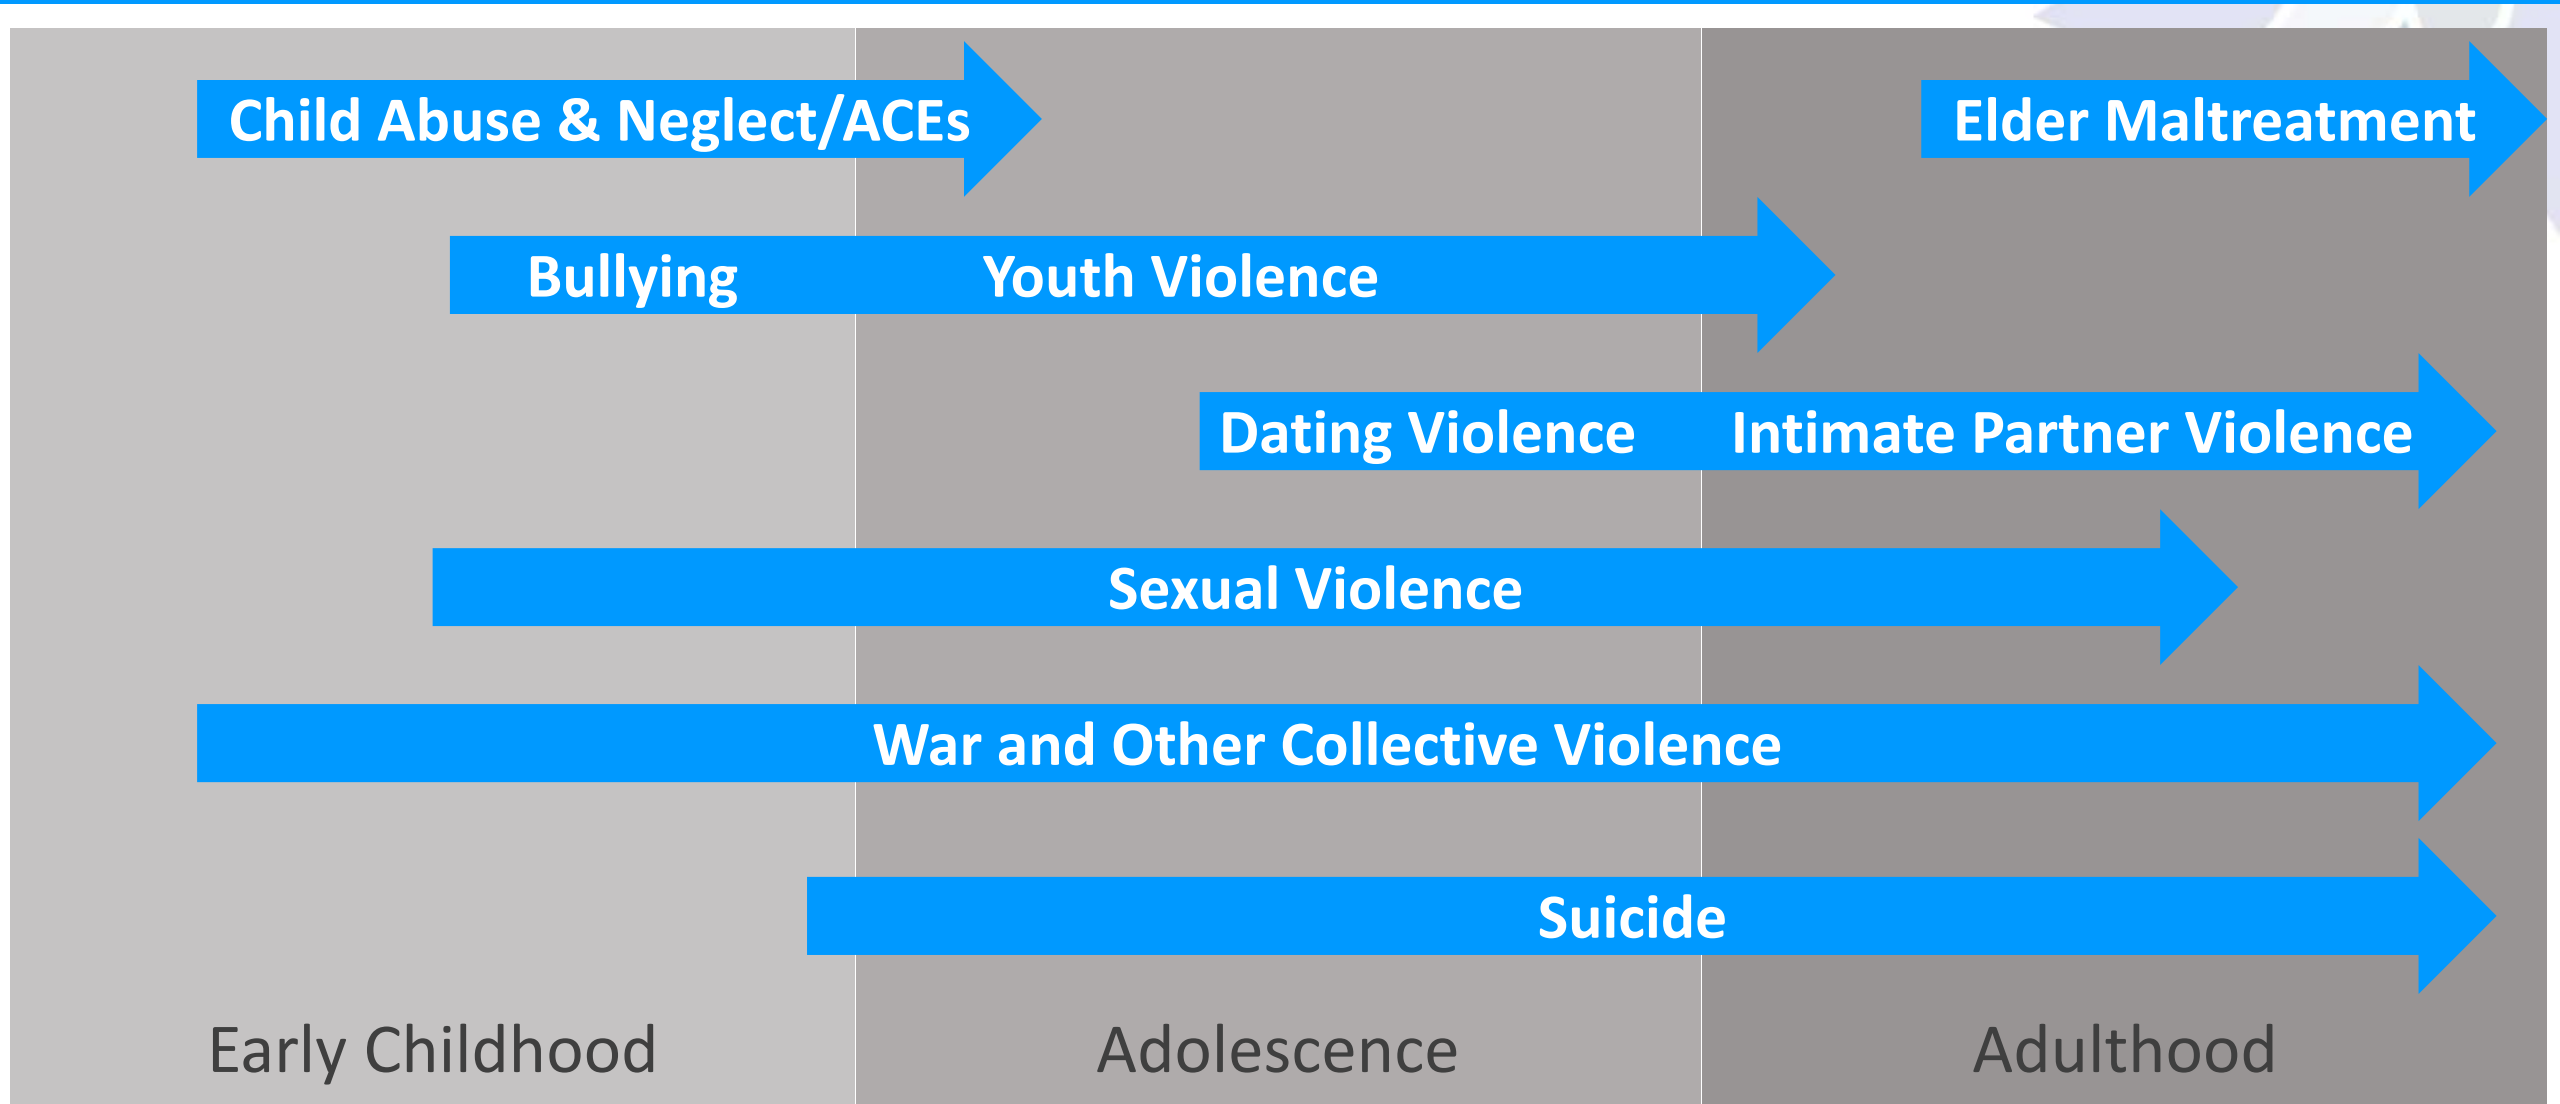 Child Abuse & Neglect/ACEs
Elder Maltreatment
Bullying
Youth Violence
Dating Violence
Intimate Partner Violence
Sexual Violence
War and Other Collective Violence
Suicide
Early Childhood
Adolescence
Adulthood